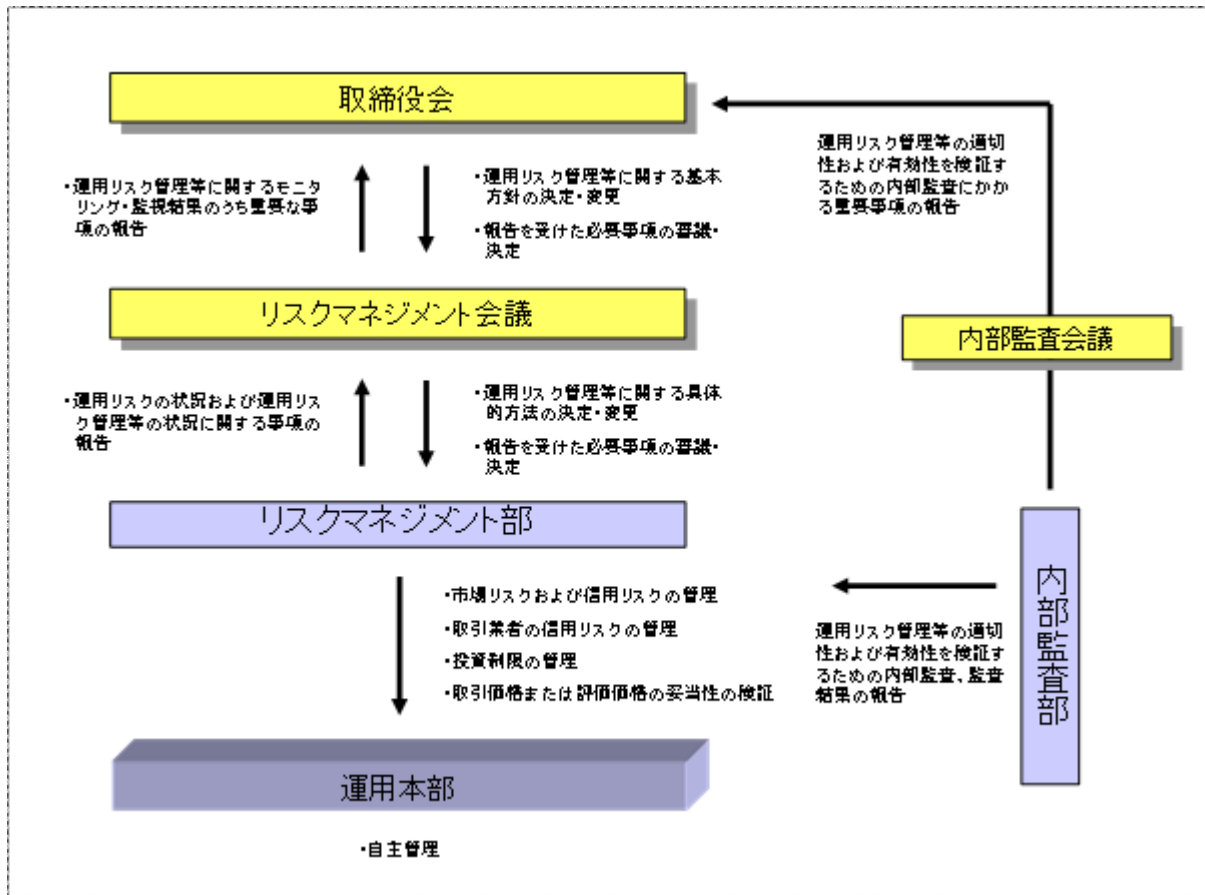 取締役会
・運用リスク管理等に関するモニタ
リング・監視結果のうち重要な事
項の報告
・運用リスク管理等に関する基本
方針の決定・変更
・報告を受けた必要事項の審議・
決定
運用リスク管理等の適切
性および有効性を検証す
るための内部監査にかか
る重要事項の報告
リスクマネジメント会議
内部監査会議
・運用リスクの状況および運用リス
ク管理等の状況に関する事項の
報告
・運用リスク管理等に関する具体
的方法の決定・変更
・報告を受けた必要事項の審議・
決定
リスクマネジメント部
・市場リスクおよび信用リスクの管理
・取引業者の信用リスクの管理
・投資制限の管理
・取引価格または評価価格の妥当性の検証
運用リスク管理等の適切
性および有効性を検証す
るための内部監査、監査
結果の報告
内部監査部
運用本部
・自主管理